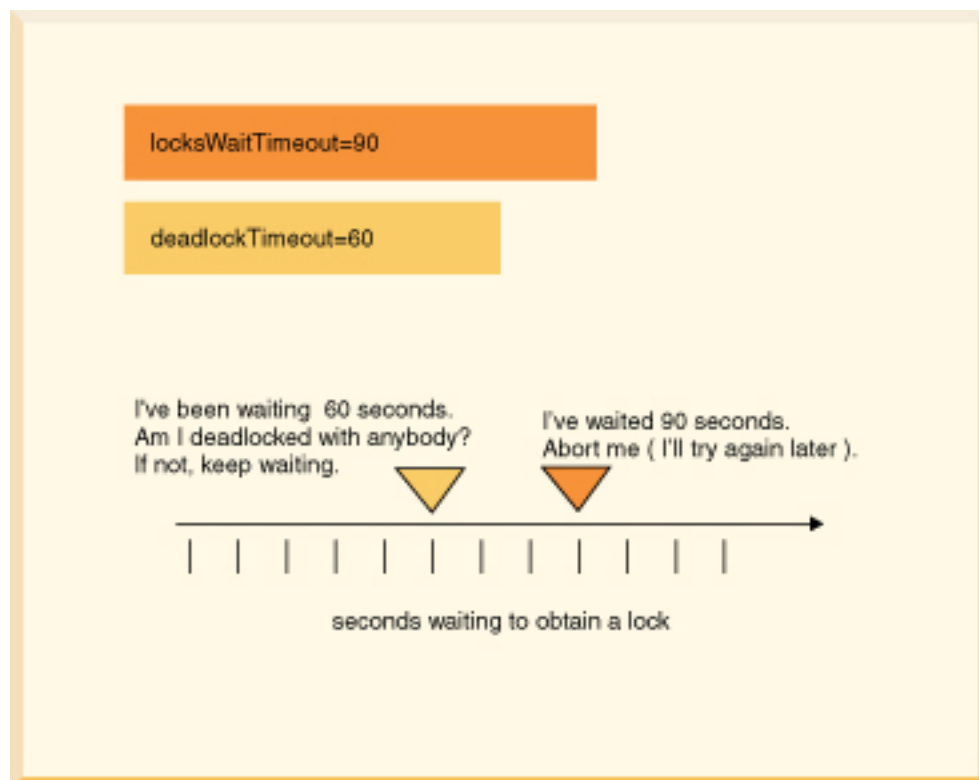 locksWaitTimeout=90
deadlockTimeout=60
I've been waiting  60 seconds.
Am I deadlocked with anybody?
If not, keep waiting.
I've waited 90 seconds.
Abort me ( I'll try again later ).
seconds waiting to obtain a lock